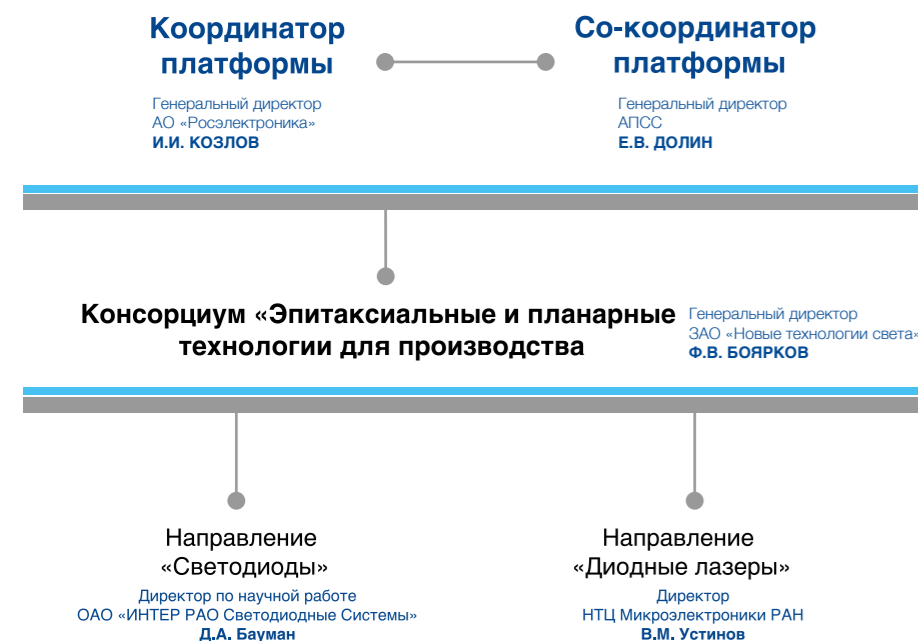 Координатор
платформы
Генеральный директор
АО «Росэлектроника»
И.И. КОЗЛОВ
Со-координатор
платформы
Генеральный директор
АПСС
Е.В. ДОЛИН
Консорциум «Эпитаксиальные и планарные
технологии для производства
Генеральный директор
ЗАО «Новые технологии света»
Ф.В. БОЯРКОВ
Направление
«Светодиоды»
Директор по научной работе
ОАО «ИНТЕР РАО Светодиодные Системы»
Д.А. Бауман
Направление
«Диодные лазеры»
Директор
НТЦ Микроэлектроники РАН
В.М. Устинов